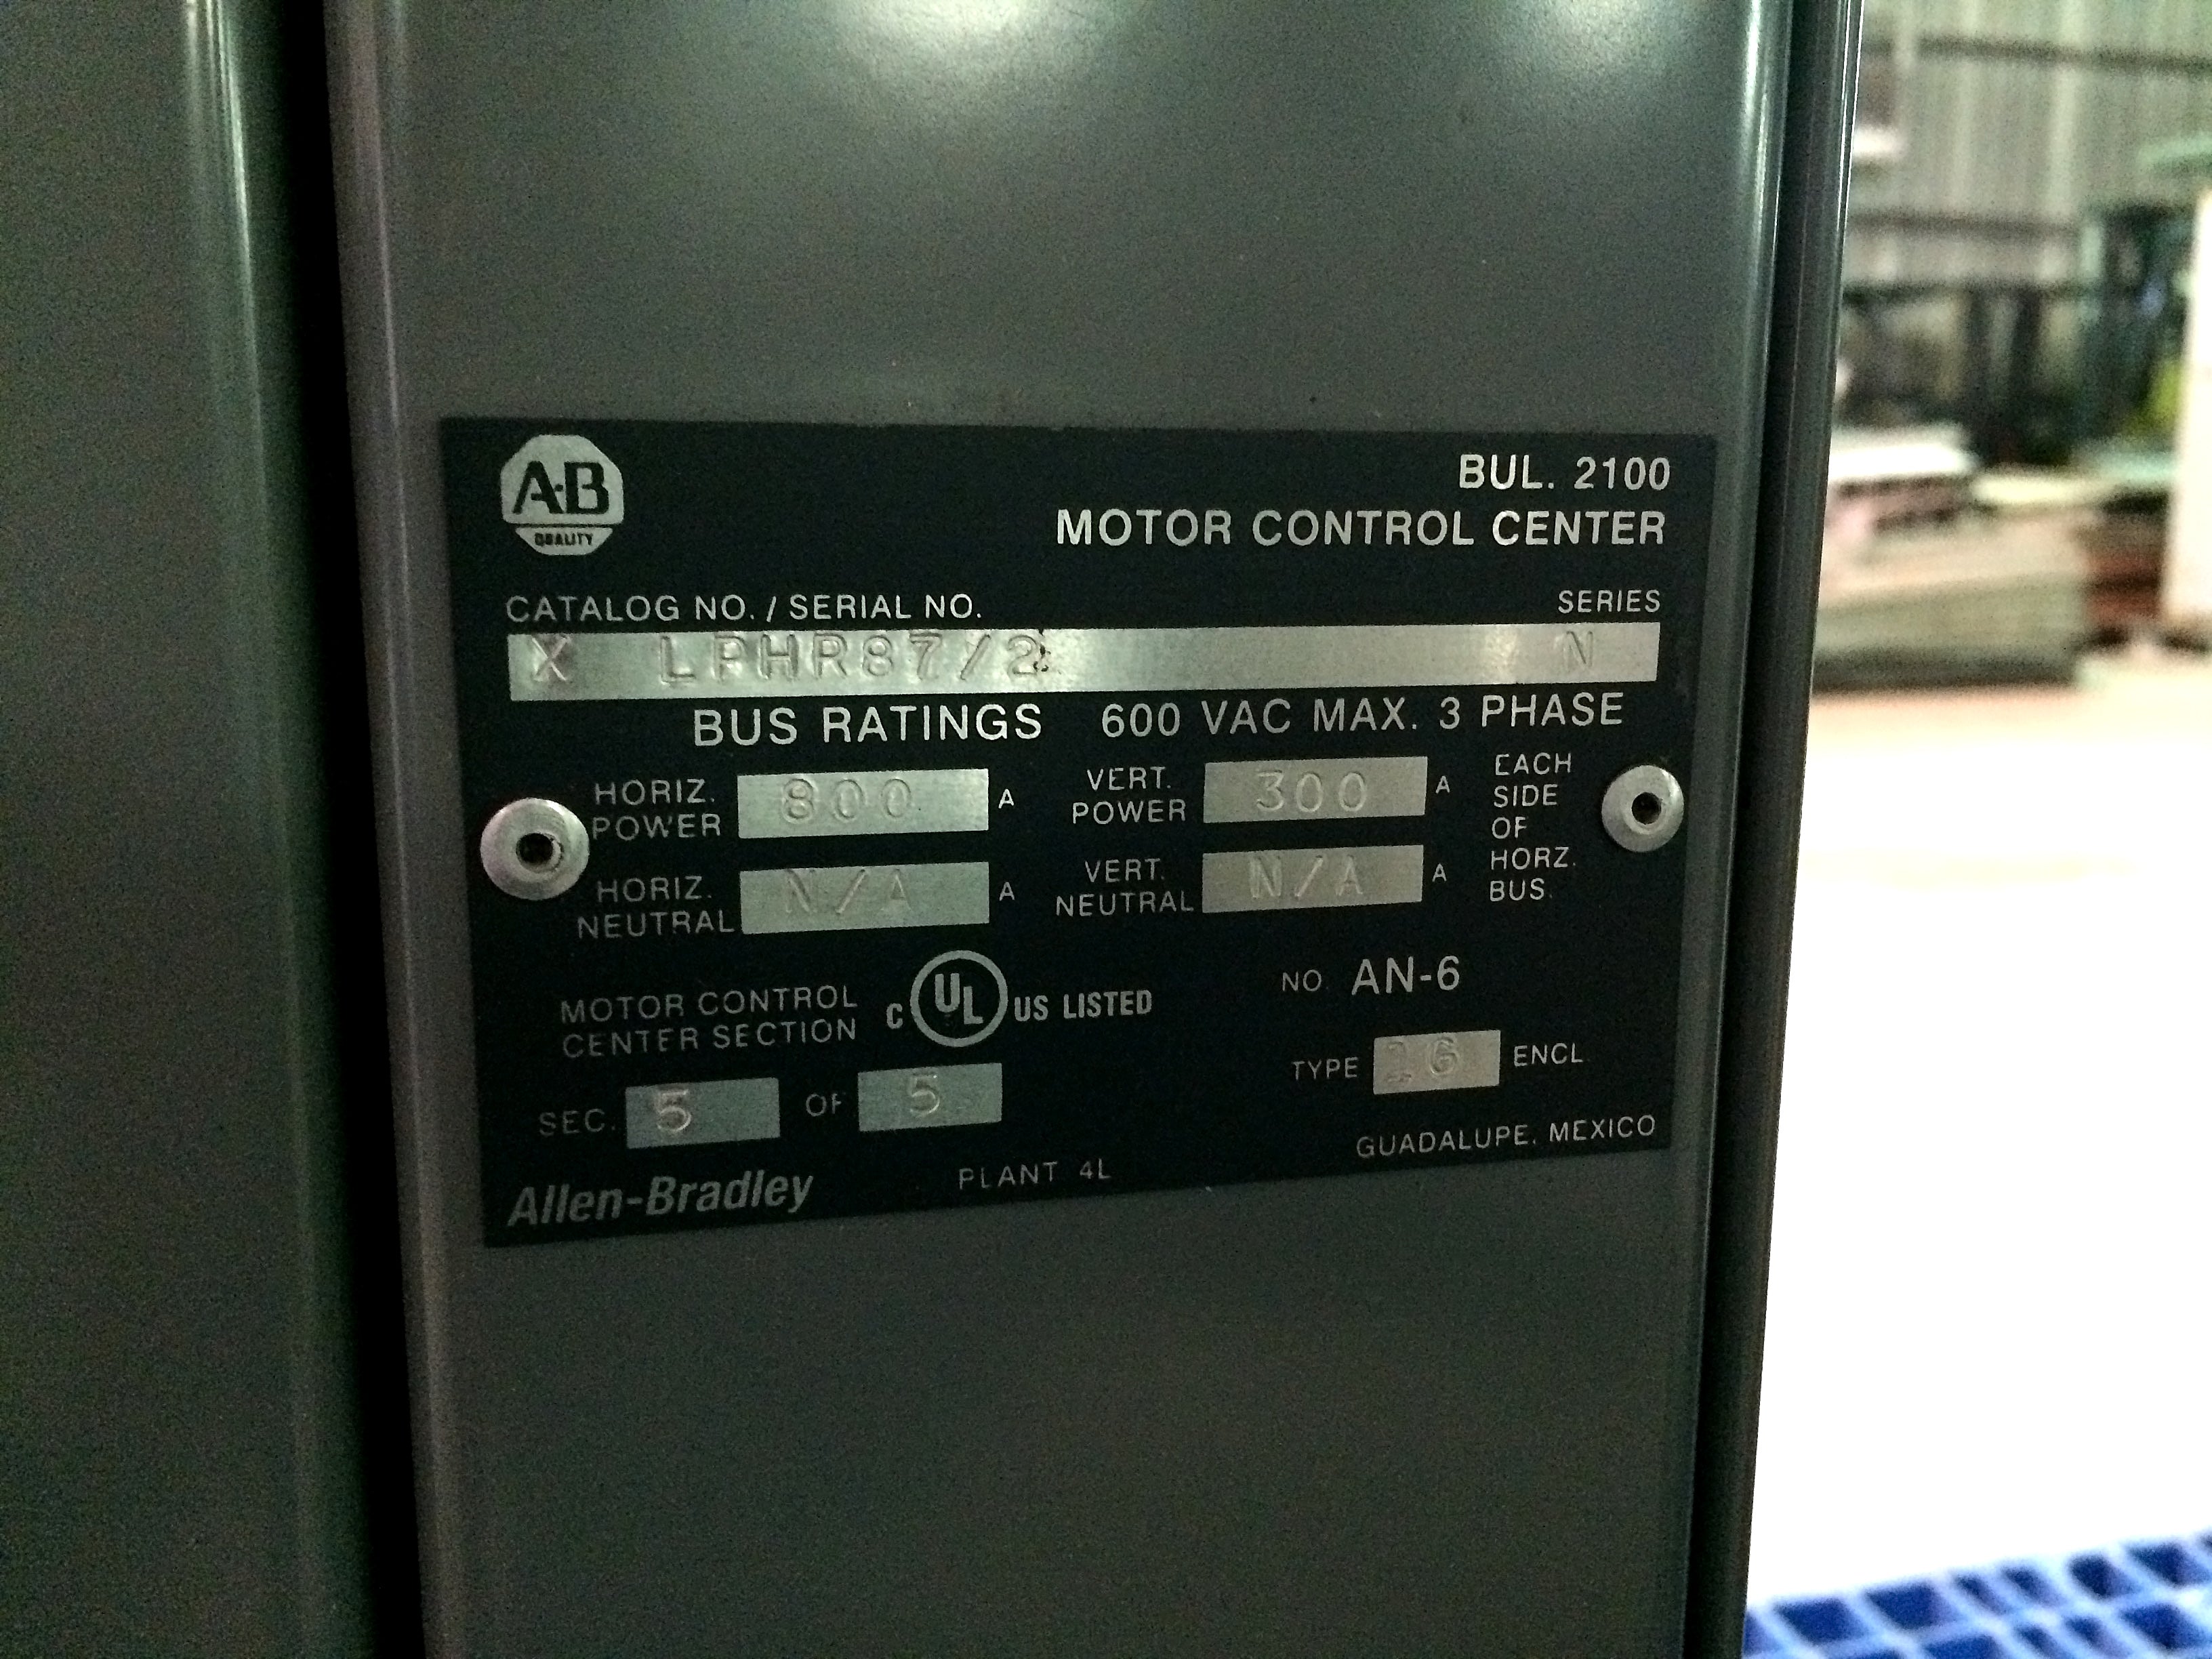 A-B
QUALITY
BUL. 2100
MOTOR CONTROL CENTER
CATALOG NO. / SERIAL NO.
SERIES
X LPHR87/2
N
BUS RATINGS 600 VAC MAX. 3 PHASE
HORIZ.
POWER
800
A
VERT.
POWER
300
A
EACH
SIDE
OF
HORZ.
BUS.
HORIZ.
NEUTRAL
N/A
A
VERT.
NEUTRAL
N/A
A
MOTOR CONTROL
CENTER SECTION
C UL US LISTED
NO. AN-6
SEC. 5 OF 5
TYPE 1G ENCL
Allen-Bradley
PLANT 4L
GUADALUPE, MEXICO